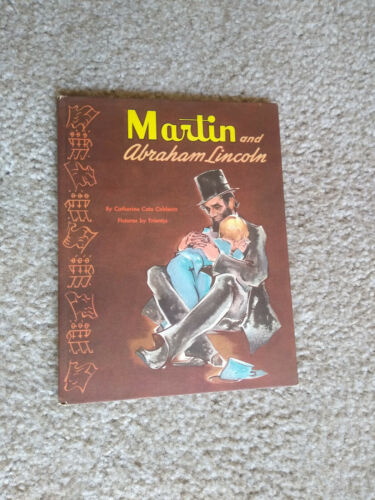 Martin and
Abraham Lincoln
By Catherine Cate Coblentz
Pictures by Trientja